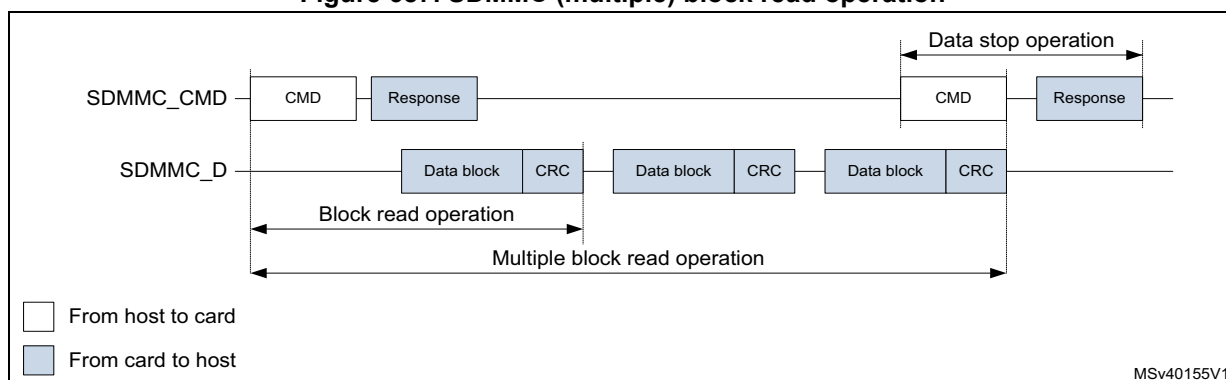 Figure SDMMC (multiple) block read operation
Data stop operation
SDMMC_CMD CMD Response CMD Response
SDMMC_D Data block CRC Data block CRC Data block CRC
Block read operation
Multiple block read operation
From host to card
From card to host
MSv40155V1